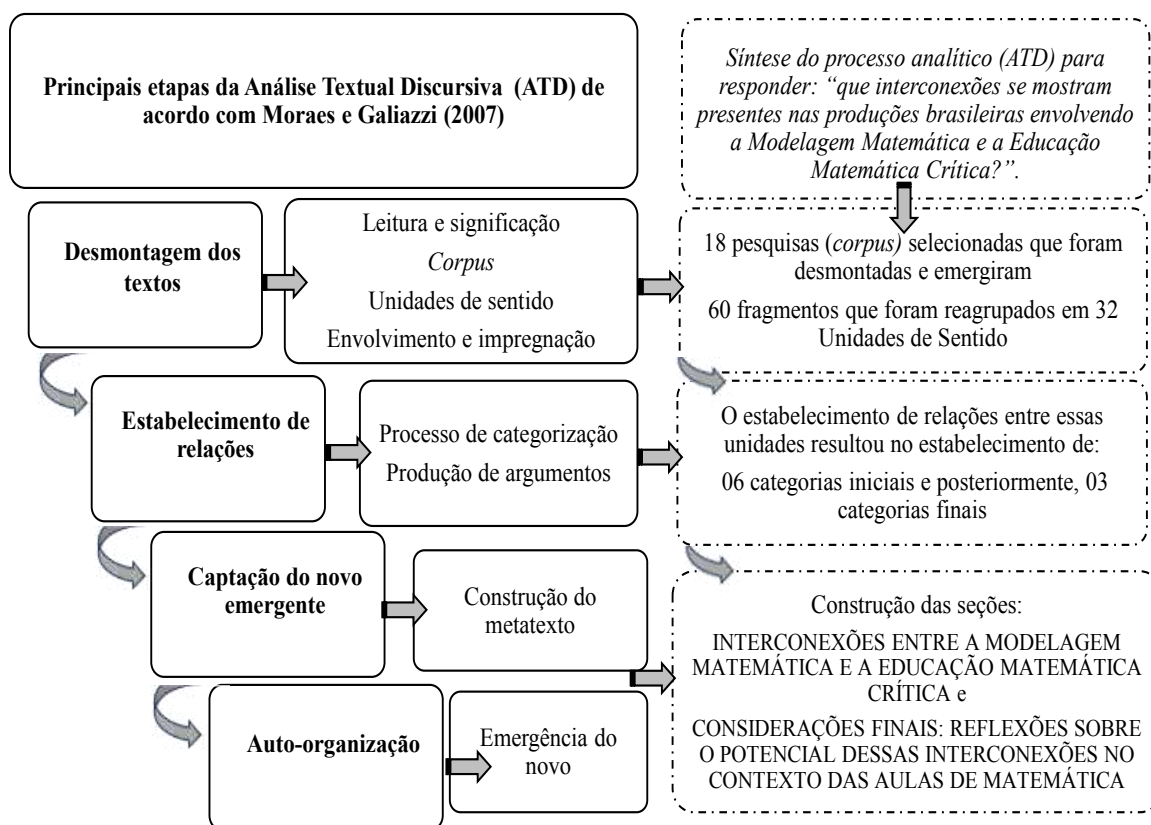 Principais etapas da Análise Textual Discursiva (ATD) de
acordo com Moraes e Galiazzi (2007)
Síntese do processo analítico (ATD) para
responder: “que interconexões se mostram
presentes nas produções brasileiras envolvendo
a Modelagem Matemática e a Educação
Matemática Crítica?”.
Desmontagem dos
textos
Leitura e significação
Corpus
Unidades de sentido
Envolvimento e impregnação
18 pesquisas (corpus) selecionadas que foram
desmontadas e emergiram
60 fragmentos que foram reagrupados em 32
Unidades de Sentido
Estabelecimento de
relações
Processo de categorização
Produção de argumentos
O estabelecimento de relações entre essas
unidades resultou no estabelecimento de:
06 categorias iniciais e posteriormente, 03
categorias finais
Captação do novo
emergente
Construção do
metatexto
Construção das seções:
INTERCONEXÕES ENTRE A MODELAGEM
MATEMÁTICA E A EDUCAÇÃO MATEMÁTICA
CRÍTICA e
CONSIDERAÇÕES FINAIS: REFLEXÕES SOBRE
O POTENCIAL DESSAS INTERCONEXÕES NO
CONTEXTO DAS AULAS DE MATEMÁTICA
Auto-organização
Emergência do
novo